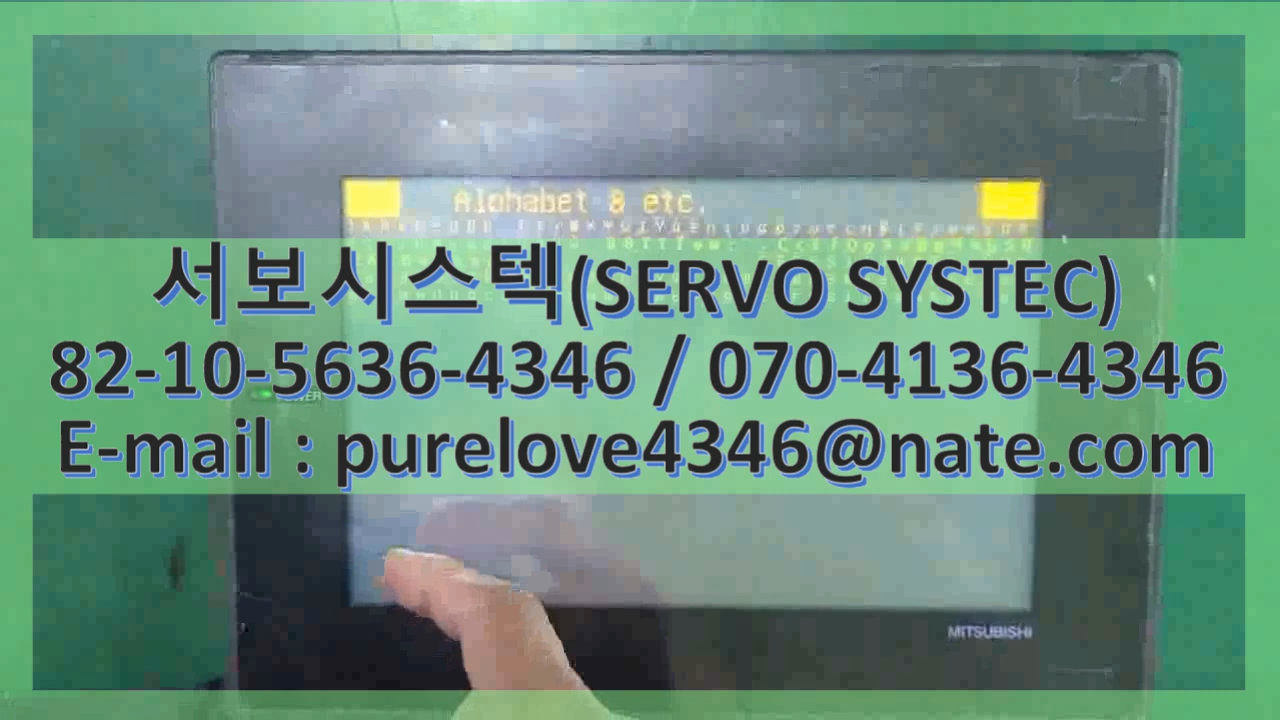 Alphabet & etc.
서보시스텍(SERVO SYSTEC)
82-10-5636-4346 / 070-4136-4346
POWER
E-mail : purelove4346@nate.com
MITSUBISHI